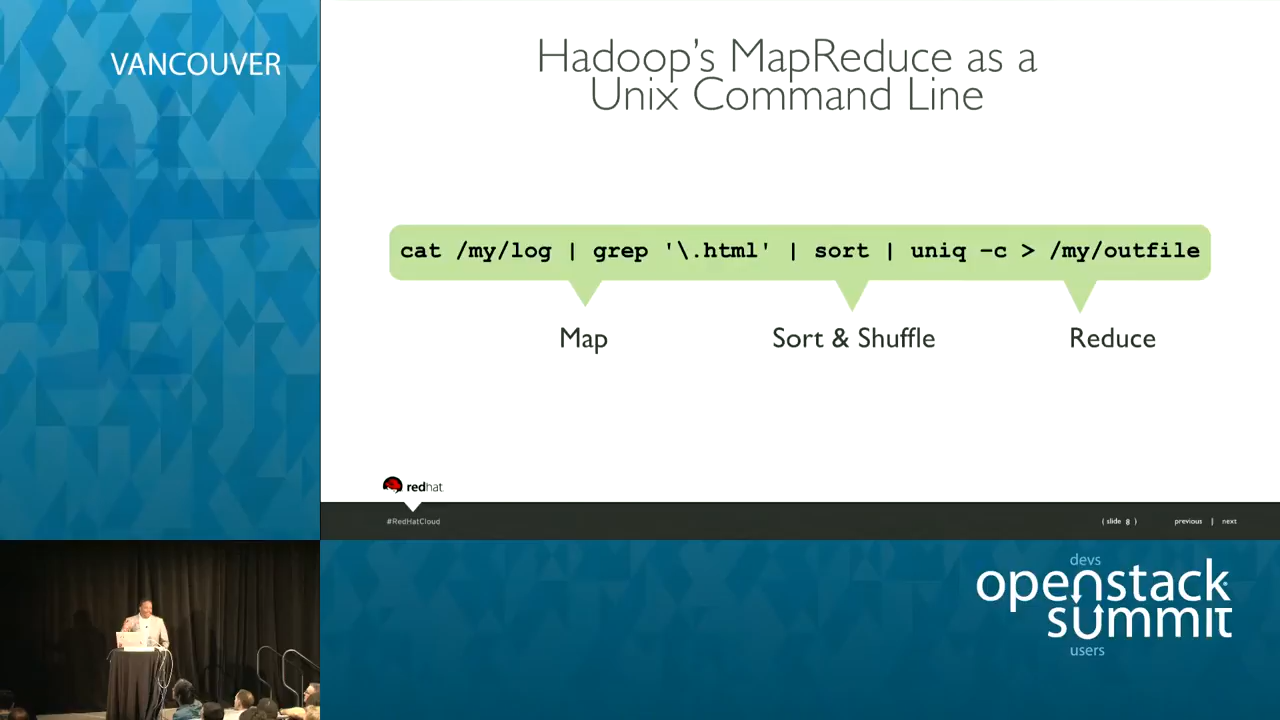 VANCOUVER
Hadoop's MapReduce as a
Unix Command Line
cat /my/log | grep '\.html' | sort | uniq –c > /my/outfile
Map
Sort & Shuffle
Reduce
redhat.
#RedHatCloud
( slide 8 )
previous | next
devs
openstack
summit
users